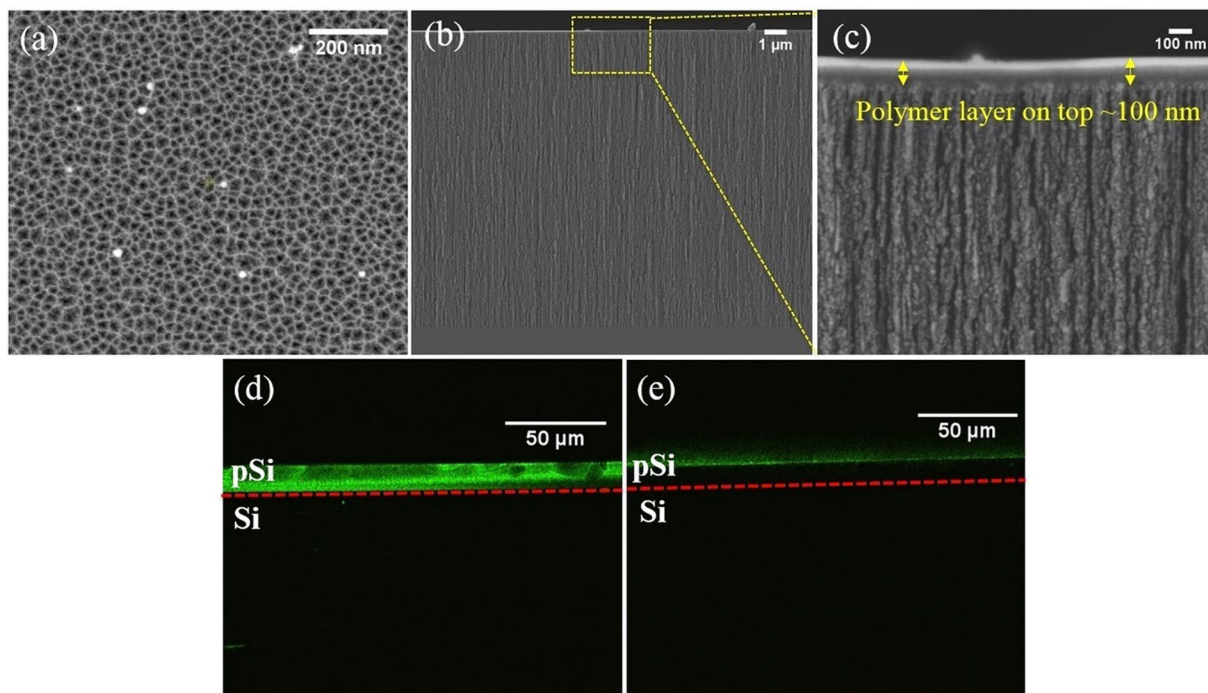 (a)
200 nm
(b)
1 µm
(c)
100 nm
Polymer layer on top ~100 nm
(d)
50 µm
pSi
Si
(e)
50 µm
pSi
Si